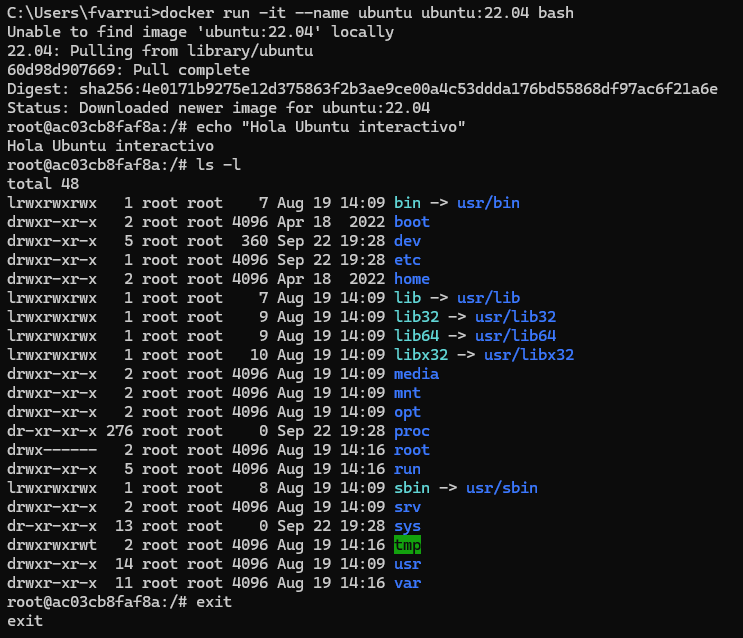 C:\Users\fvarrui>docker run -it --name ubuntu ubuntu:22.04 bash
Unable to find image 'ubuntu:22.04' locally
22.04: Pulling from library/ubuntu
60d98d907669: Pull complete
Digest: sha256:4e0171b9275e12d375863f2b3ae9ce00a4c53ddda176bd55868df97ac6f21a6e
Status: Downloaded newer image for ubuntu:22.04
root@ac03cb8faf8a:/# echo "Hola Ubuntu interactivo"
Hola Ubuntu interactivo
root@ac03cb8faf8a:/# ls -l
total 48
lrwxrwxrwx   1 root root    7 Aug 19 14:09 bin -> usr/bin
drwxr-xr-x   2 root root 4096 Apr 18  2022 boot
drwxr-xr-x   5 root root  360 Sep 22 19:28 dev
drwxr-xr-x   1 root root 4096 Sep 22 19:28 etc
drwxr-xr-x   2 root root 4096 Apr 18  2022 home
lrwxrwxrwx   1 root root    7 Aug 19 14:09 lib -> usr/lib
lrwxrwxrwx   1 root root    9 Aug 19 14:09 lib32 -> usr/lib32
lrwxrwxrwx   1 root root    9 Aug 19 14:09 lib64 -> usr/lib64
lrwxrwxrwx   1 root root   10 Aug 19 14:09 libx32 -> usr/libx32
drwxr-xr-x   2 root root 4096 Aug 19 14:09 media
drwxr-xr-x   2 root root 4096 Aug 19 14:09 mnt
drwxr-xr-x   2 root root 4096 Aug 19 14:09 opt
dr-xr-xr-x 276 root root    0 Sep 22 19:28 proc
drwx------   2 root root 4096 Aug 19 14:16 root
drwxr-xr-x   5 root root 4096 Aug 19 14:16 run
lrwxrwxrwx   1 root root    8 Aug 19 14:09 sbin -> usr/sbin
drwxr-xr-x   2 root root 4096 Aug 19 14:09 srv
dr-xr-xr-x  13 root root    0 Sep 22 19:28 sys
drwxrwxrwt   2 root root 4096 Aug 19 14:16 tmp
drwxr-xr-x  14 root root 4096 Aug 19 14:09 usr
drwxr-xr-x  11 root root 4096 Aug 19 14:16 var
root@ac03cb8faf8a:/# exit
exit